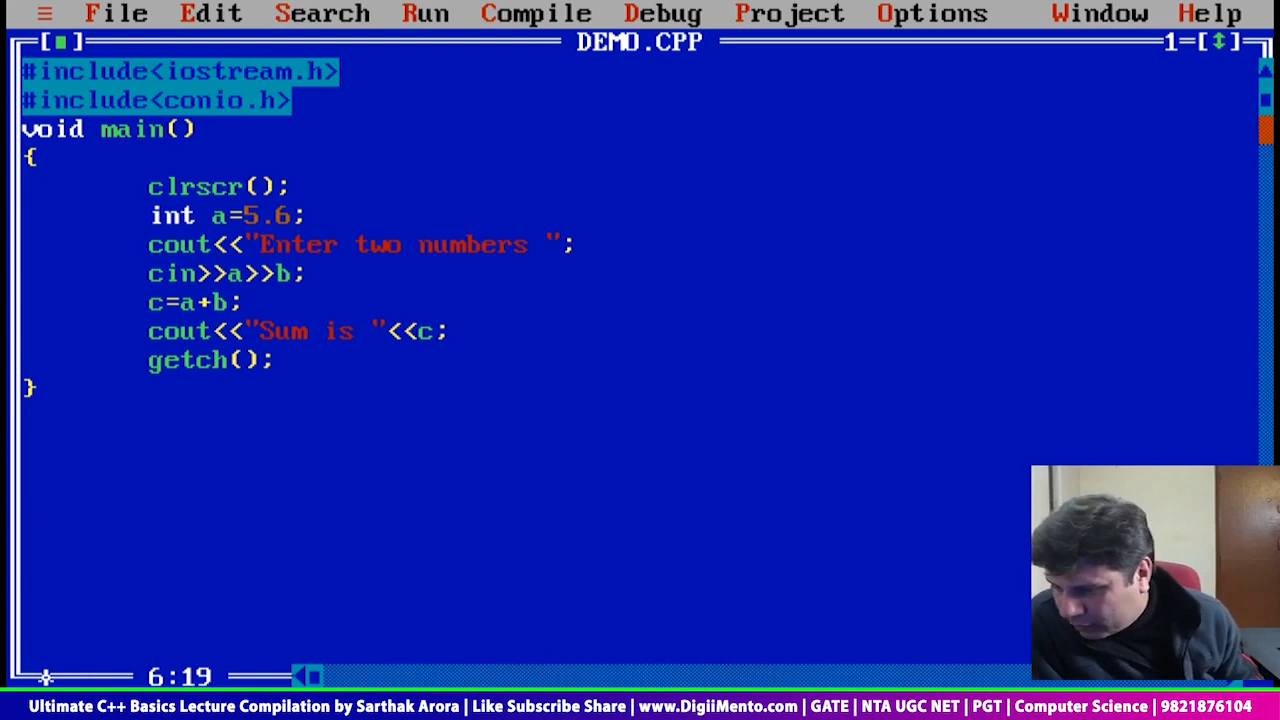 ≡ File Edit Search Run Compile Debug Project Options Window Help
[■] DEMO.CPP 1=[↕]
#include<iostream.h>
#include<conio.h>
void main()
{
clrscr();
int a=5.6;
cout<<"Enter two numbers ";
cin>>a>>b;
c=a+b;
cout<<"Sum is "<<c;
getch();
}
6:19
Ultimate C++ Basics Lecture Compilation by Sarthak Arora | Like Subscribe Share | www.DigiiMento.com | GATE | NTA UGC NET | PGT | Computer Science | 9821876104